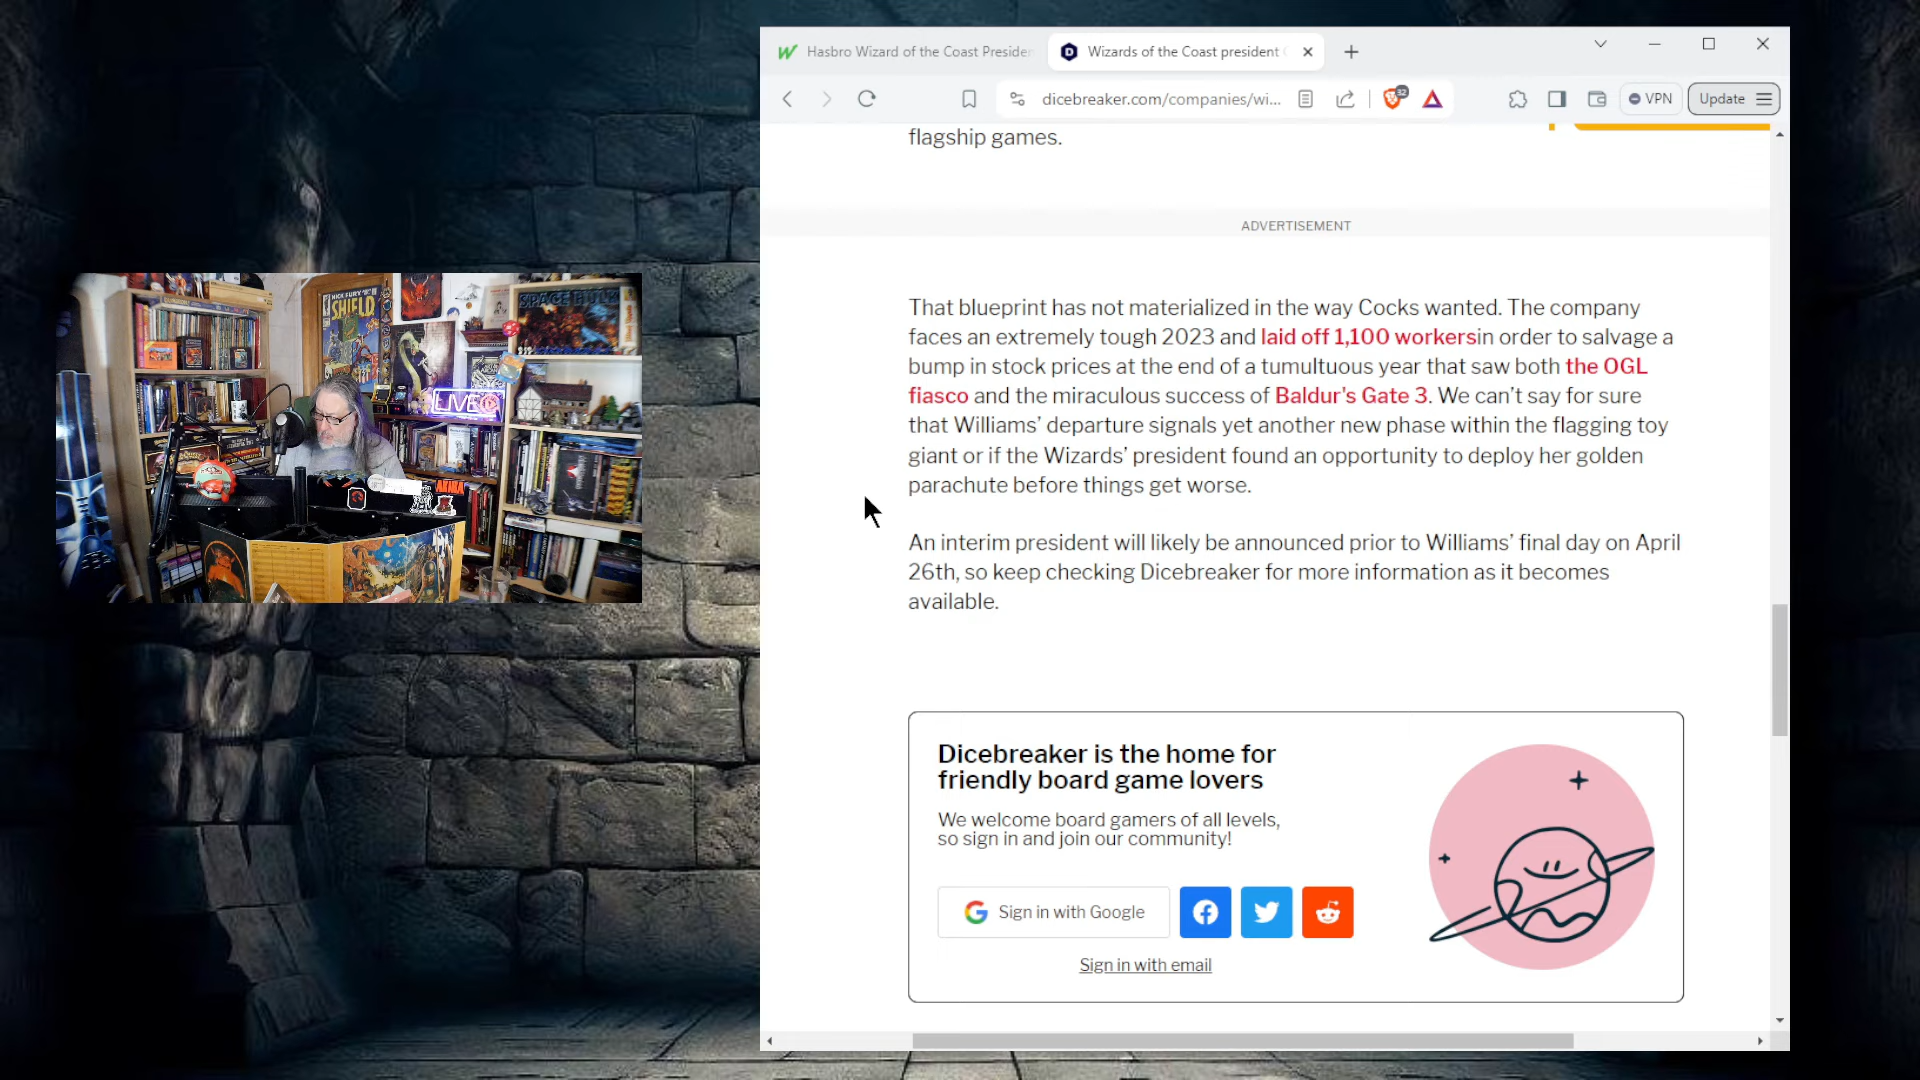 Hasbro Wizard of the Coast Preside
Wizards of the Coast president
dicebreaker.com/companies/wi...
32
VPN
Update
flagship games.
ADVERTISEMENT
That blueprint has not materialized in the way Cocks wanted. The company
faces an extremely tough 2023 and laid off 1,100 workersin order to salvage a
bump in stock prices at the end of a tumultuous year that saw both the OGL
fiasco and the miraculous success of Baldur's Gate 3. We can't say for sure
that Williams' departure signals yet another new phase within the flagging toy
giant or if the Wizards' president found an opportunity to deploy her golden
parachute before things get worse.
An interim president will likely be announced prior to Williams' final day on April
26th, so keep checking Dicebreaker for more information as it becomes
available.
Dicebreaker is the home for
friendly board game lovers
We welcome board gamers of all levels,
so sign in and join our community!
Sign in with Google
Sign in with email
NICK FURY
SHIELD
SPACE HULK
LIVE
AKIRA